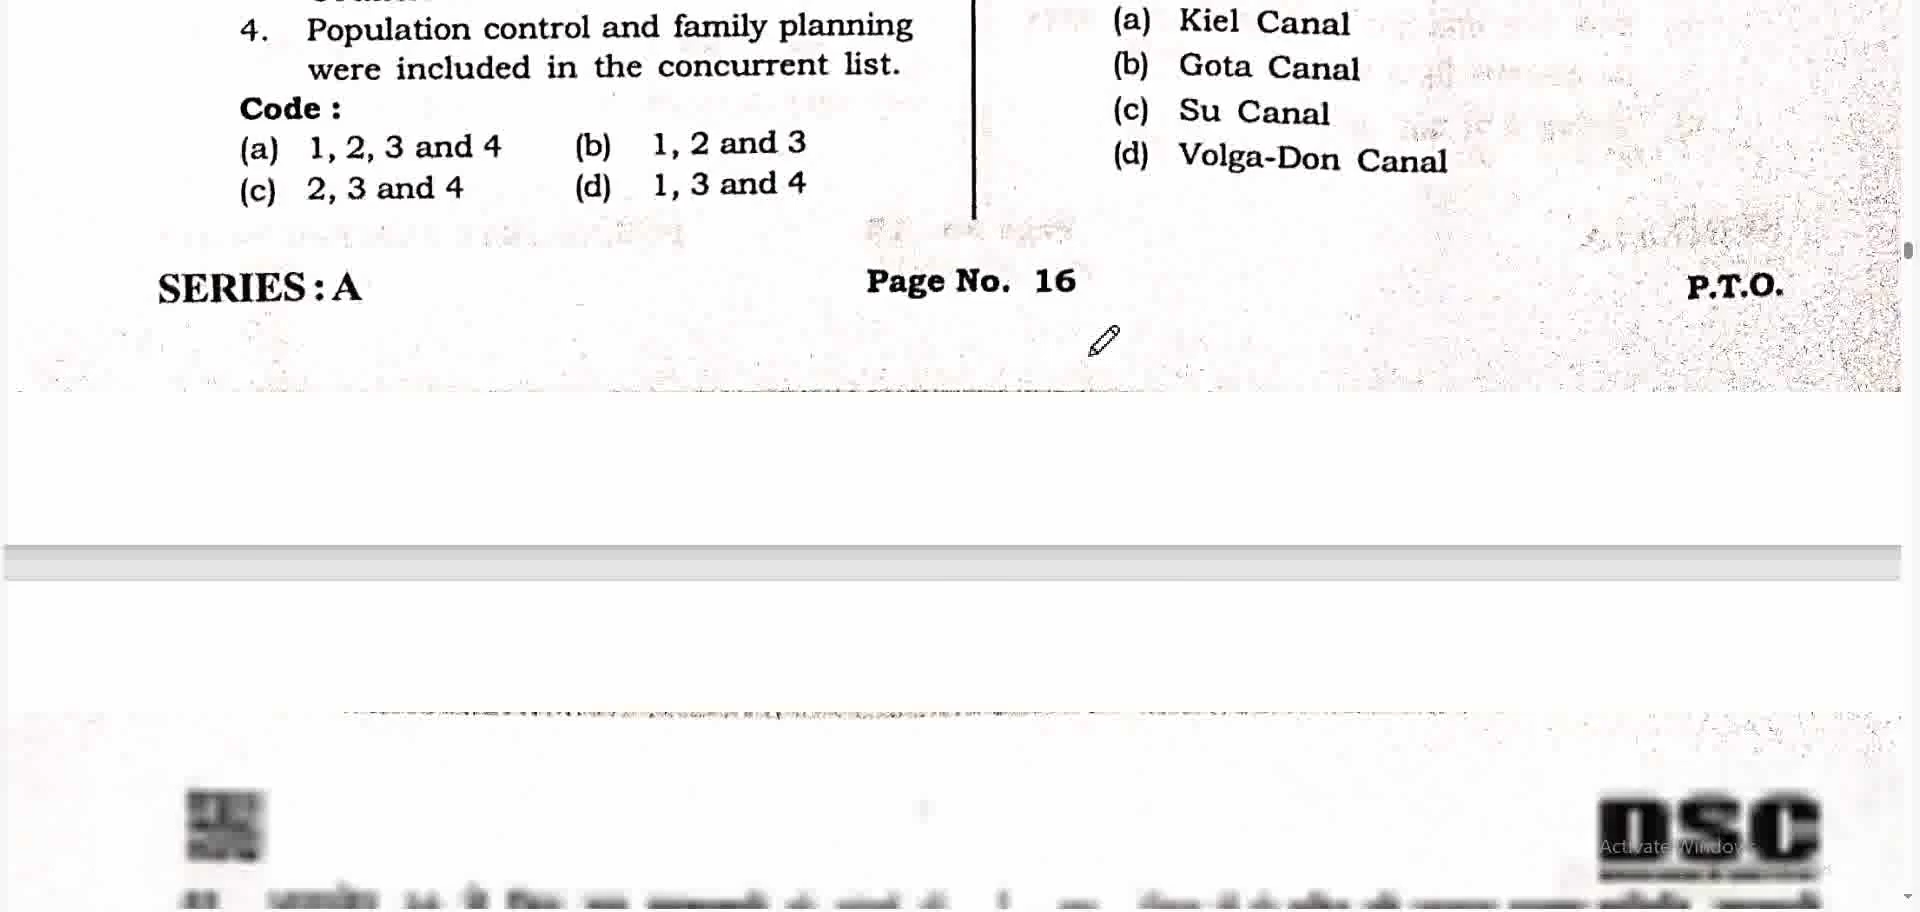 4. Population control and family planning
were included in the concurrent list.
Code :
(a) 1, 2, 3 and 4 (b) 1, 2 and 3
(c) 2, 3 and 4 (d) 1, 3 and 4
(a) Kiel Canal
(b) Gota Canal
(c) Su Canal
(d) Volga-Don Canal
SERIES : A Page No. 16 P.T.O.
DSC
Activate Windows